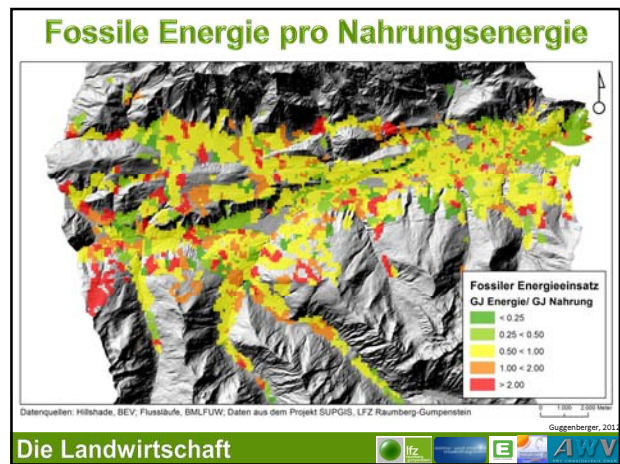 Fossile Energie pro Nahrungsenergie
Fossiler Energieeinsatz
GJ Energie/ GJ Nahrung
< 0.25
0.25 < 0.50
0.50 < 1.00
1.00 < 2.00
> 2.00
Datenquellen: Hillshade, BEV; Flussläufe, BMLFUW; Daten aus dem Projekt SUPGIS, LFZ Raumberg-Gumpenstein
0 1.000 2.000 Meter
Guggenberger, 2012
Die Landwirtschaft
lfz
E
AWV